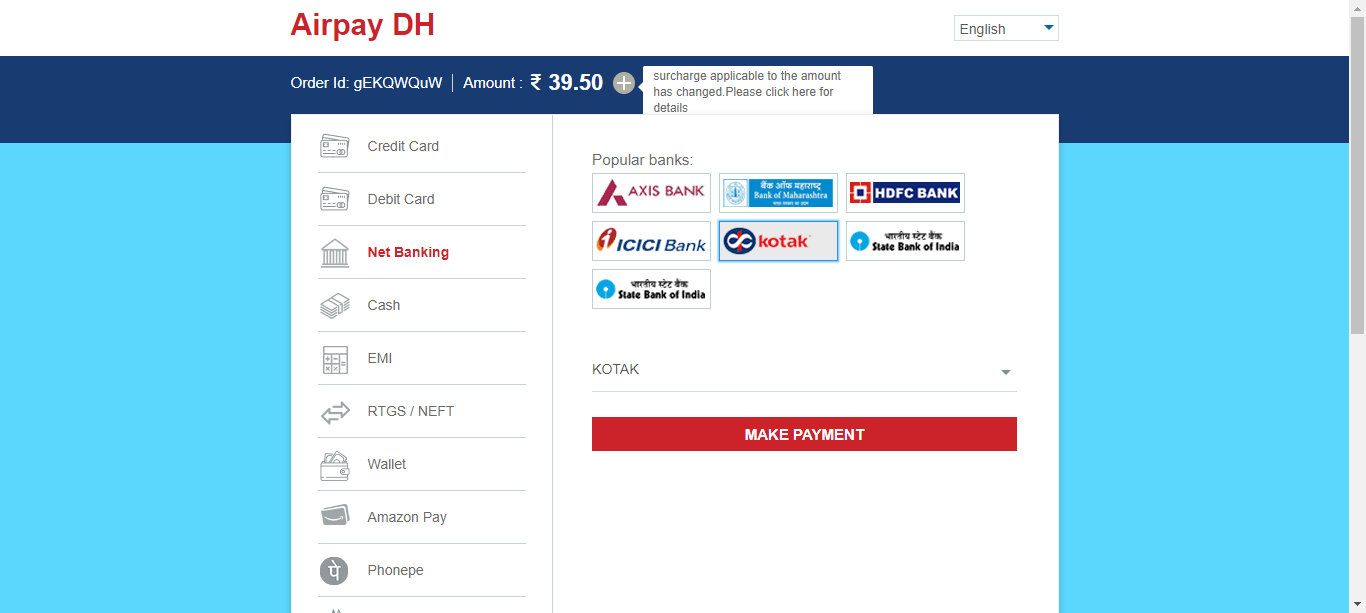 Airpay DH
English
Order Id: gEKQWQuW
Amount : ₹ 39.50
surcharge applicable to the amount
has changed.Please click here for
details
Credit Card
Debit Card
Net Banking
Cash
EMI
RTGS / NEFT
Wallet
Amazon Pay
पे
Phonepe
Popular banks:
AXIS BANK
बैंक ऑफ महाराष्ट्र
Bank of Maharashtra
HDFC BANK
ICICI Bank
kotak
भारतीय स्टेट बैंक
State Bank of India
भारतीय स्टेट बैंक
State Bank of India
KOTAK
MAKE PAYMENT